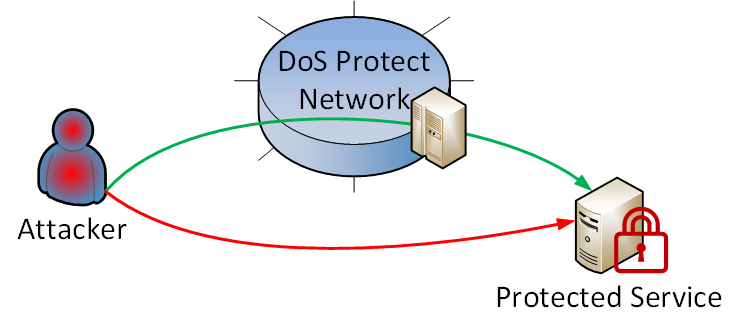 DoS Protect
Network
Attacker
Protected Service